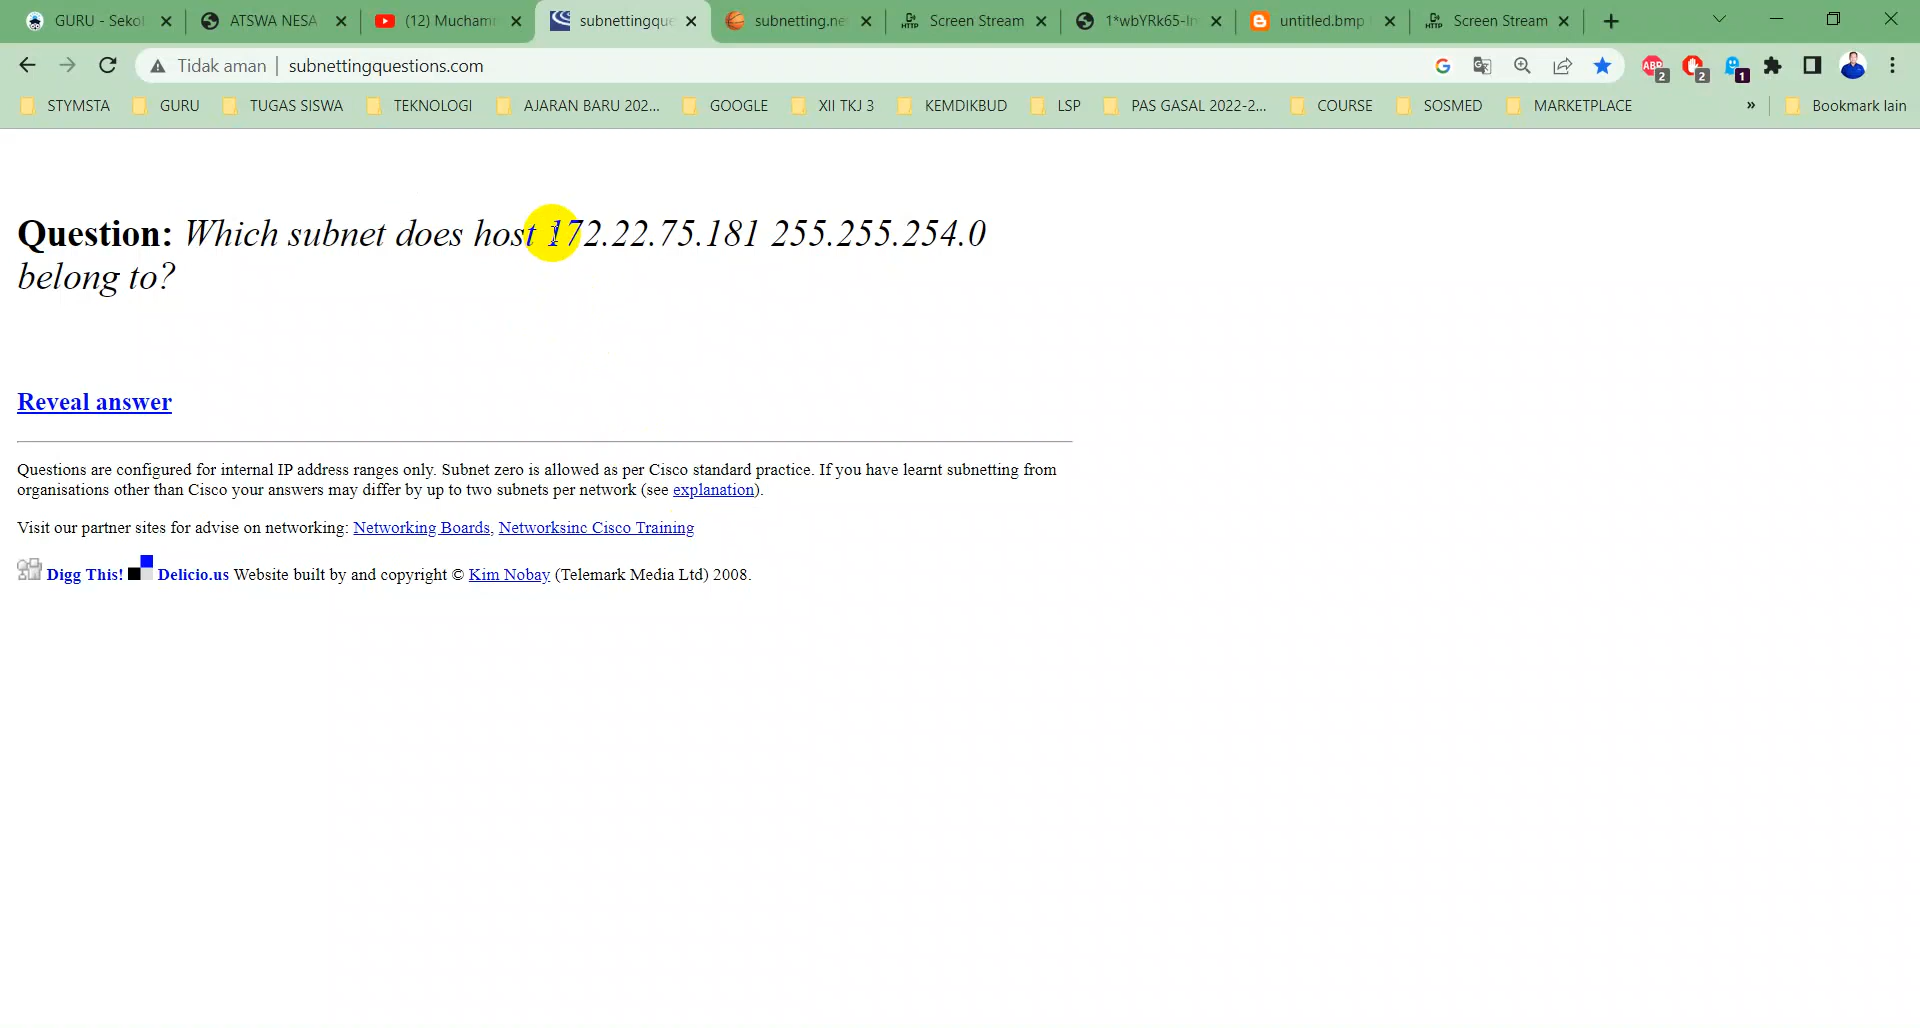 GURU - Sekol
ATSWA NESA
(12) Mucham
subnettingque
subnetting.ne
Screen Stream
1*wbYRk65-In
untitled.bmp
Screen Stream
Tidak aman | subnettingquestions.com
ABP 2 2 1
STYMSTA GURU TUGAS SISWA TEKNOLOGI AJARAN BARU 202... GOOGLE XII TKJ 3 KEMDIKBUD LSP PAS GASAL 2022-2... COURSE SOSMED MARKETPLACE » Bookmark lain
Question: Which subnet does host 172.22.75.181 255.255.254.0
belong to?
Reveal answer
Questions are configured for internal IP address ranges only. Subnet zero is allowed as per Cisco standard practice. If you have learnt subnetting from
organisations other than Cisco your answers may differ by up to two subnets per network (see explanation).
Visit our partner sites for advise on networking: Networking Boards, Networksinc Cisco Training
Digg This! Delicio.us Website built by and copyright © Kim Nobay (Telemark Media Ltd) 2008.